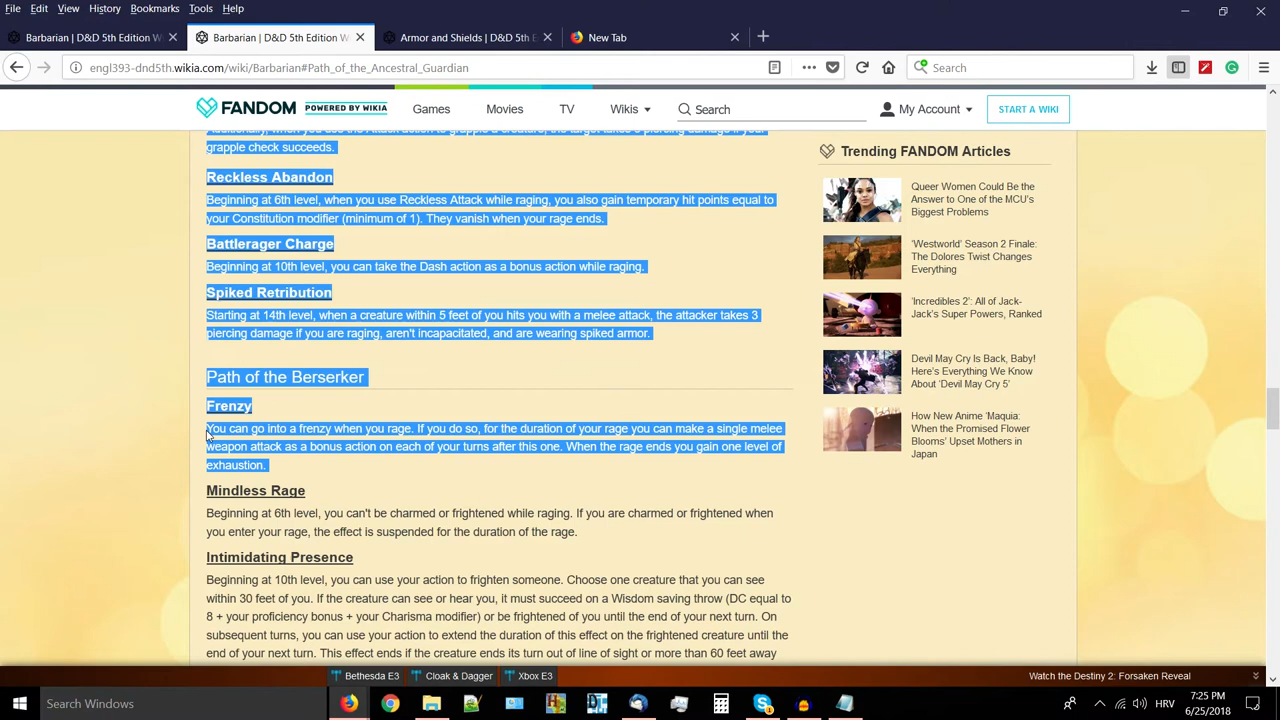 File Edit View History Bookmarks Tools Help
Barbarian | D&D 5th Edition W
Barbarian | D&D 5th Edition W
Armor and Shields | D&D 5th E
New Tab
engl393-dnd5th.wikia.com/wiki/Barbarian#Path_of_the_Ancestral_Guardian
Search
FANDOM POWERED BY WIKIA
Games Movies TV Wikis Search My Account START A WIKI
Additionally, when you use the Attack action to grapple a creature, the target takes 3 piercing damage if your
grapple check succeeds.
Reckless Abandon
Beginning at 6th level, when you use Reckless Attack while raging, you also gain temporary hit points equal to
your Constitution modifier (minimum of 1). They vanish when your rage ends.
Battlerager Charge
Beginning at 10th level, you can take the Dash action as a bonus action while raging.
Spiked Retribution
Starting at 14th level, when a creature within 5 feet of you hits you with a melee attack, the attacker takes 3
piercing damage if you are raging, aren't incapacitated, and are wearing spiked armor.
Path of the Berserker
Frenzy
You can go into a frenzy when you rage. If you do so, for the duration of your rage you can make a single melee
weapon attack as a bonus action on each of your turns after this one. When the rage ends you gain one level of
exhaustion.
Mindless Rage
Beginning at 6th level, you can't be charmed or frightened while raging. If you are charmed or frightened when
you enter your rage, the effect is suspended for the duration of the rage.
Intimidating Presence
Beginning at 10th level, you can use your action to frighten someone. Choose one creature that you can see
within 30 feet of you. If the creature can see or hear you, it must succeed on a Wisdom saving throw (DC equal to
8 + your proficiency bonus + your Charisma modifier) or be frightened of you until the end of your next turn. On
subsequent turns, you can use your action to extend the duration of this effect on the frightened creature until the
end of your next turn. This effect ends if the creature ends its turn out of line of sight or more than 60 feet away
Trending FANDOM Articles
Queer Women Could Be the
Answer to One of the MCU's
Biggest Problems
'Westworld' Season 2 Finale:
The Dolores Twist Changes
Everything
'Incredibles 2': All of Jack-
Jack's Super Powers, Ranked
Devil May Cry Is Back, Baby!
Here's Everything We Know
About 'Devil May Cry 5'
How New Anime 'Maquia:
When the Promised Flower
Blooms' Upset Mothers in
Japan
Bethesda E3 Cloak & Dagger Xbox E3
Watch the Destiny 2: Forsaken Reveal
Search Windows
HRV
7:25 PM
6/25/2018